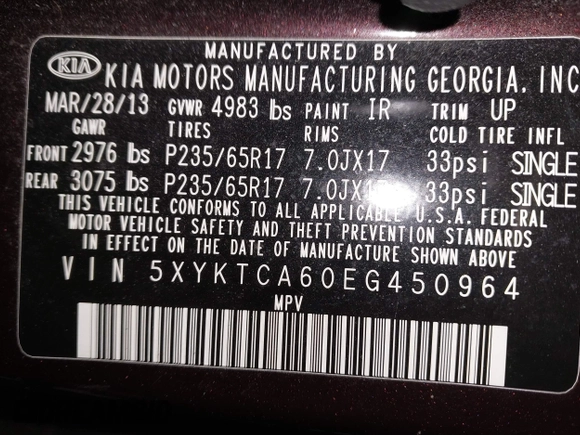 MANUFACTURED BY
KIA KIA MOTORS MANUFACTURING GEORGIA, INC
MAR/28/13 GVWR 4983 lbs PAINT IR TRIM UP
GAWR TIRES RIMS COLD TIRE INFL
FRONT 2976 lbs P235/65R17 7.0JX17 33psi SINGLE
REAR 3075 lbs P235/65R17 7.0JX17 33psi SINGLE
THIS VEHICLE CONFORMS TO ALL APPLICABLE U.S.A. FEDERAL
MOTOR VEHICLE SAFETY AND THEFT PREVENTION STANDARDS
IN EFFECT ON THE DATE OF MANUFACTURE SHOWN ABOVE
VIN 5XYKTCA60EG450964
MPV